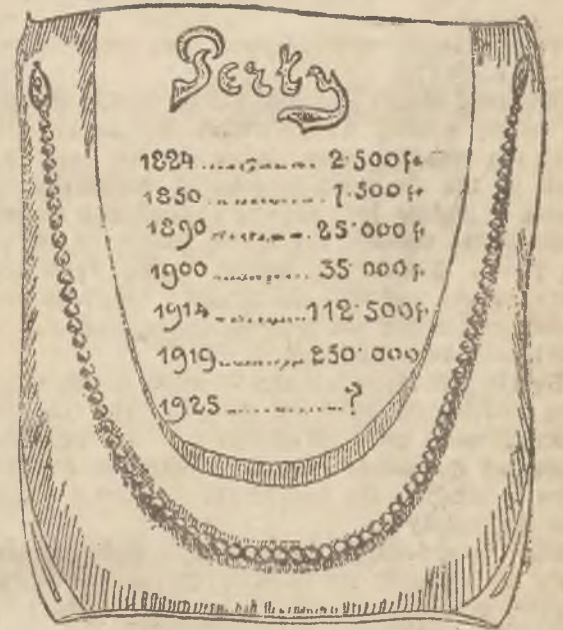 Perły
1824 ........ 2·500 fr
1850 ........ 7·500 fr
1890 ........ 25·000 fr
1900 ........ 35·000 fr
1914 ........ 112·500 fr
1919 ........ 250·000
1925 ........ ?